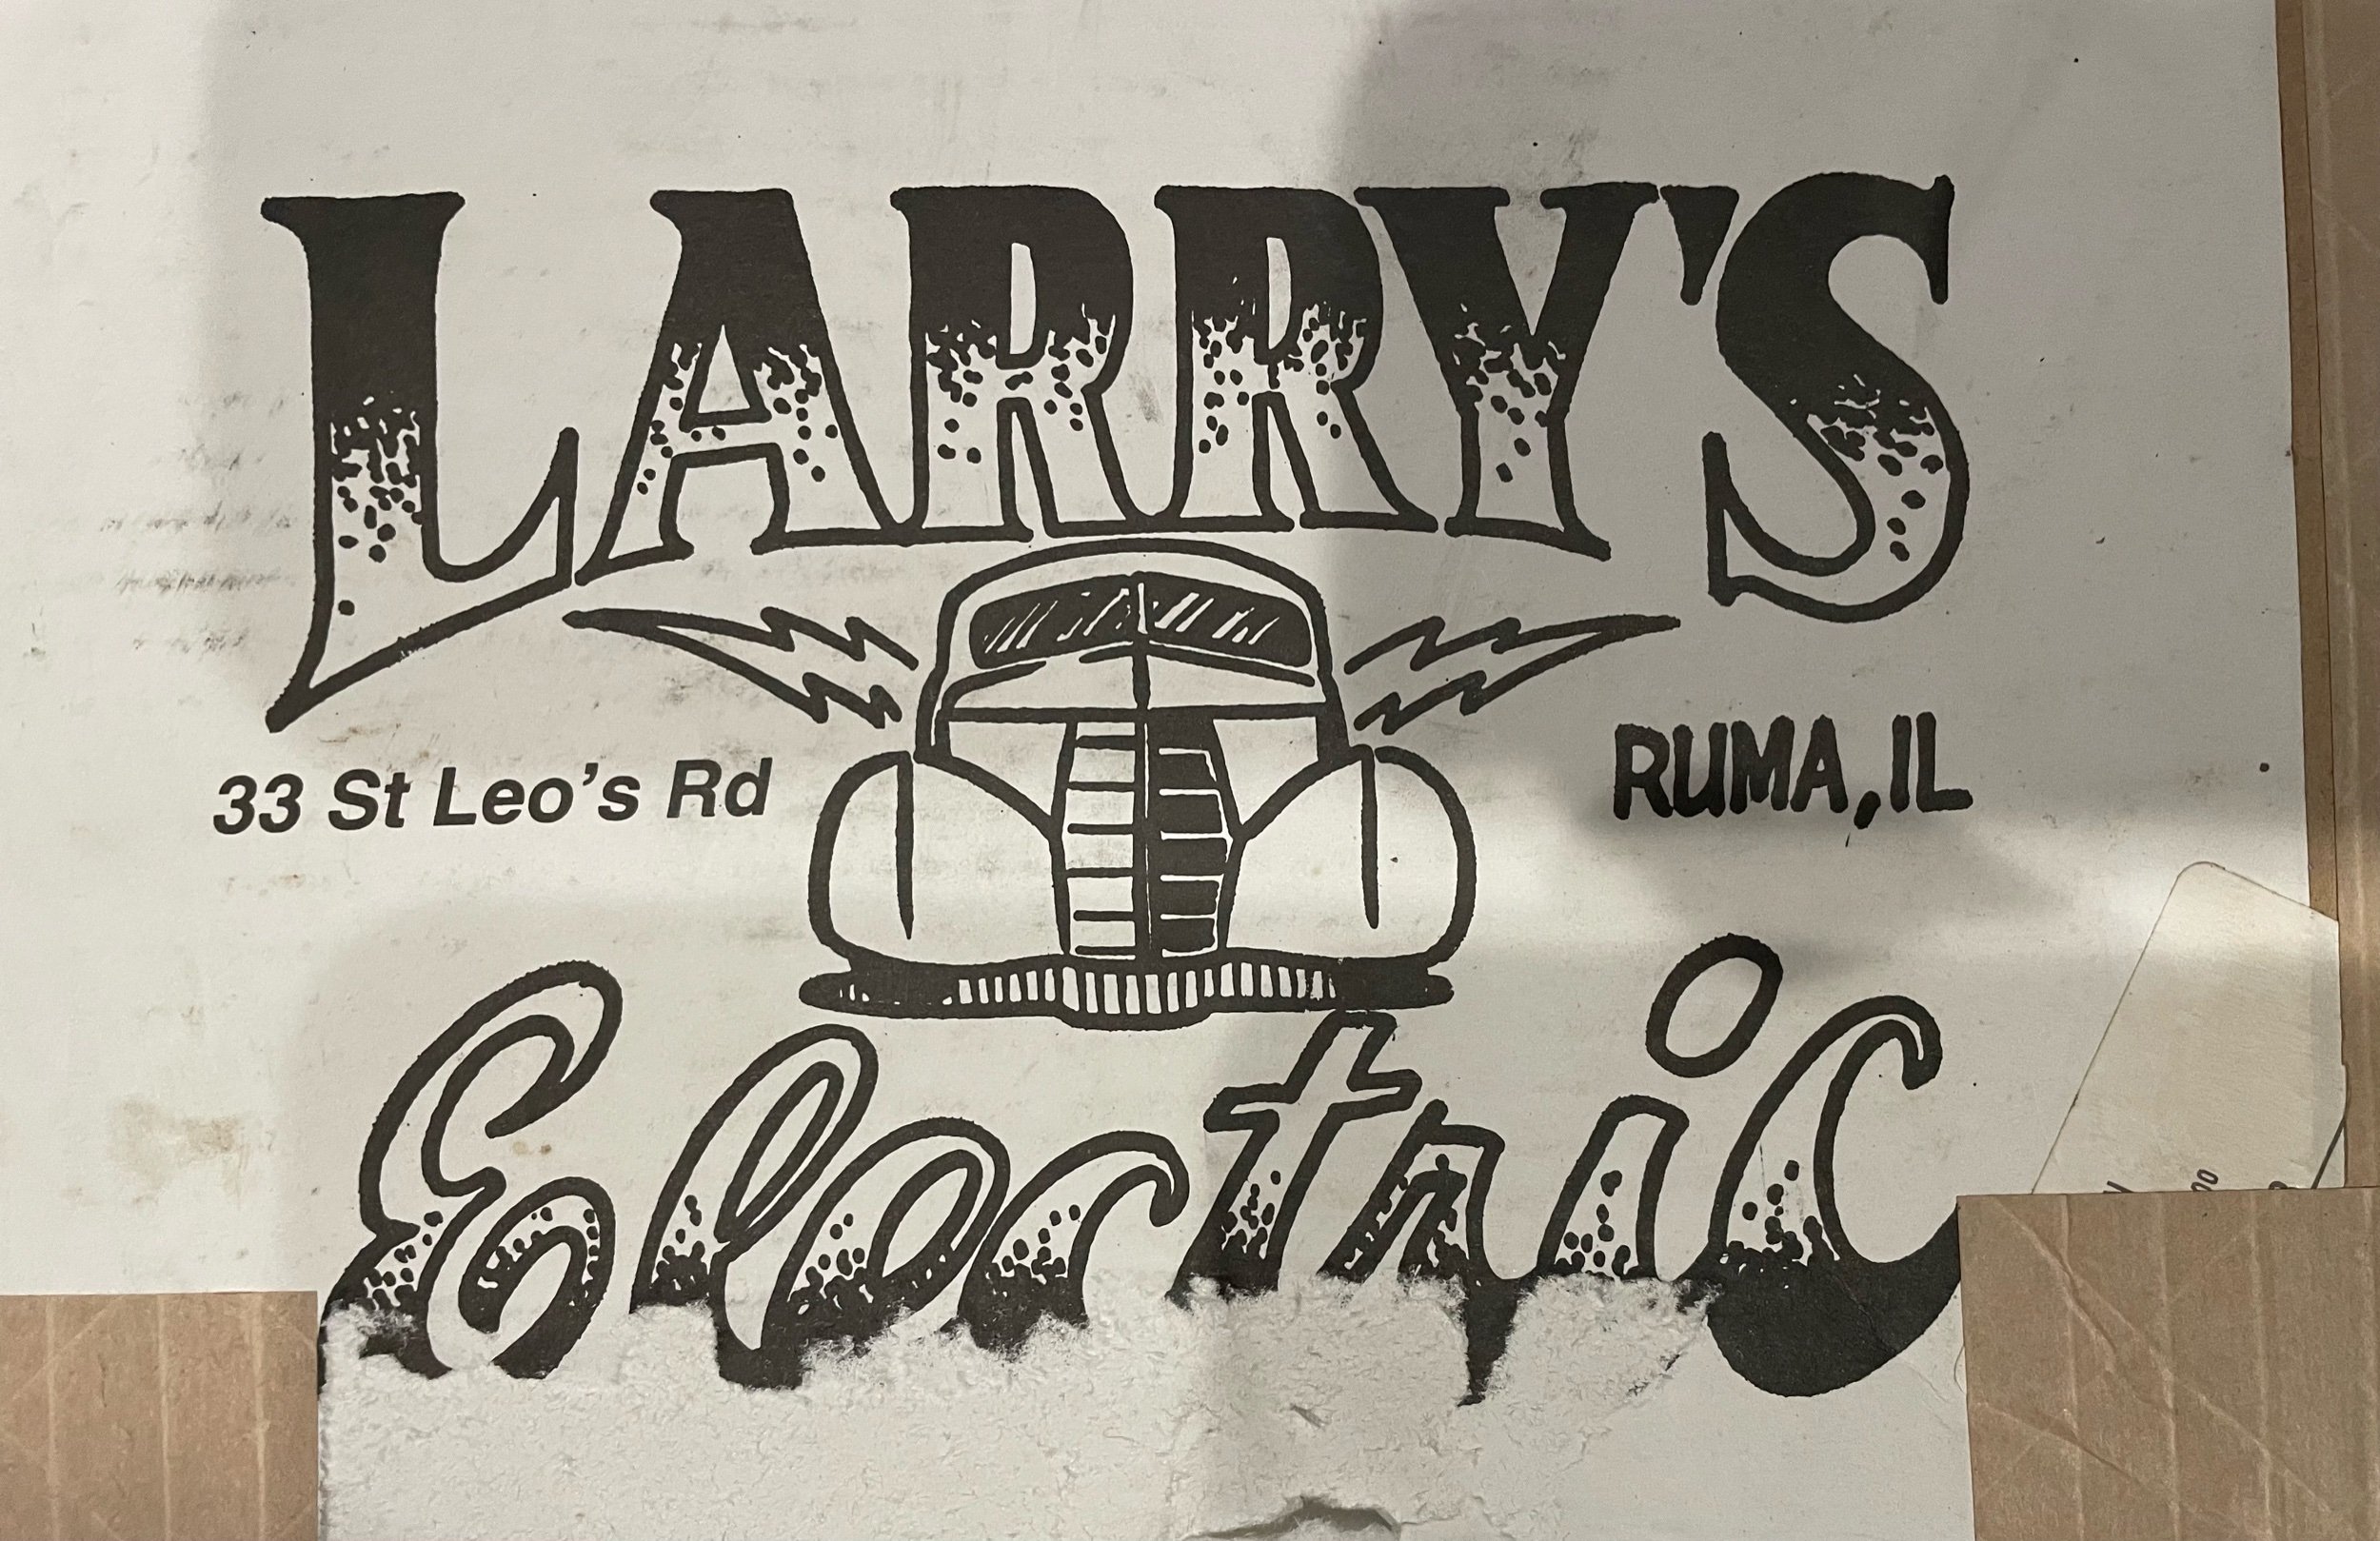 LARRY'S
33 St Leo's Rd
RUMA, IL
Electric